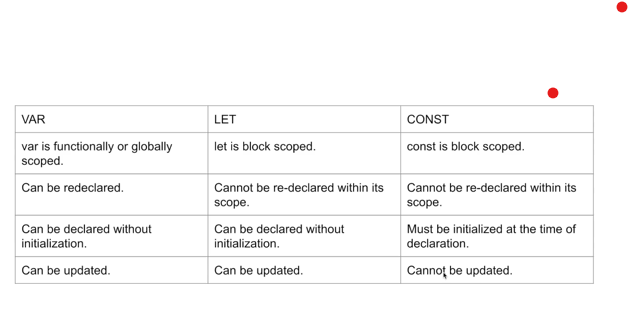 VAR
LET
CONST
var is functionally or globally
scoped.
let is block scoped.
const is block scoped.
Can be redeclared.
Cannot be re-declared within its
scope.
Cannot be re-declared within its
scope.
Can be declared without
initialization.
Can be declared without
initialization.
Must be initialized at the time of
declaration.
Can be updated.
Can be updated.
Cannot be updated.